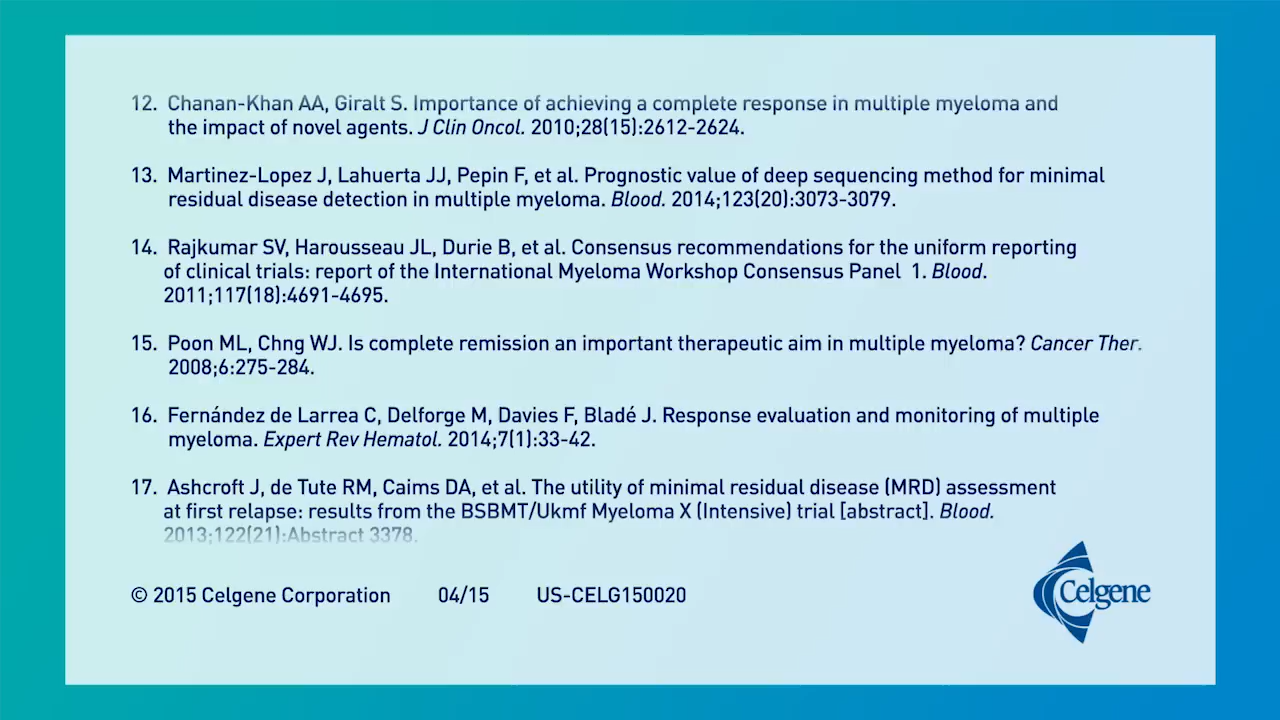 12. Chanan-Khan AA, Giralt S. Importance of achieving a complete response in multiple myeloma and
the impact of novel agents. J Clin Oncol. 2010;28(15):2612-2624.
13. Martinez-Lopez J, Lahuerta JJ, Pepin F, et al. Prognostic value of deep sequencing method for minimal
residual disease detection in multiple myeloma. Blood. 2014;123(20):3073-3079.
14. Rajkumar SV, Harousseau JL, Durie B, et al. Consensus recommendations for the uniform reporting
of clinical trials: report of the International Myeloma Workshop Consensus Panel 1. Blood.
2011;117(18):4691-4695.
15. Poon ML, Chng WJ. Is complete remission an important therapeutic aim in multiple myeloma? Cancer Ther.
2008;6:275-284.
16. Fernández de Larrea C, Delforge M, Davies F, Bladé J. Response evaluation and monitoring of multiple
myeloma. Expert Rev Hematol. 2014;7(1):33-42.
17. Ashcroft J, de Tute RM, Caims DA, et al. The utility of minimal residual disease (MRD) assessment
at first relapse: results from the BSBMT/Ukmf Myeloma X (Intensive) trial [abstract]. Blood.
2013;122(21):Abstract 3378.
© 2015 Celgene Corporation 04/15 US-CELG150020
Celgene